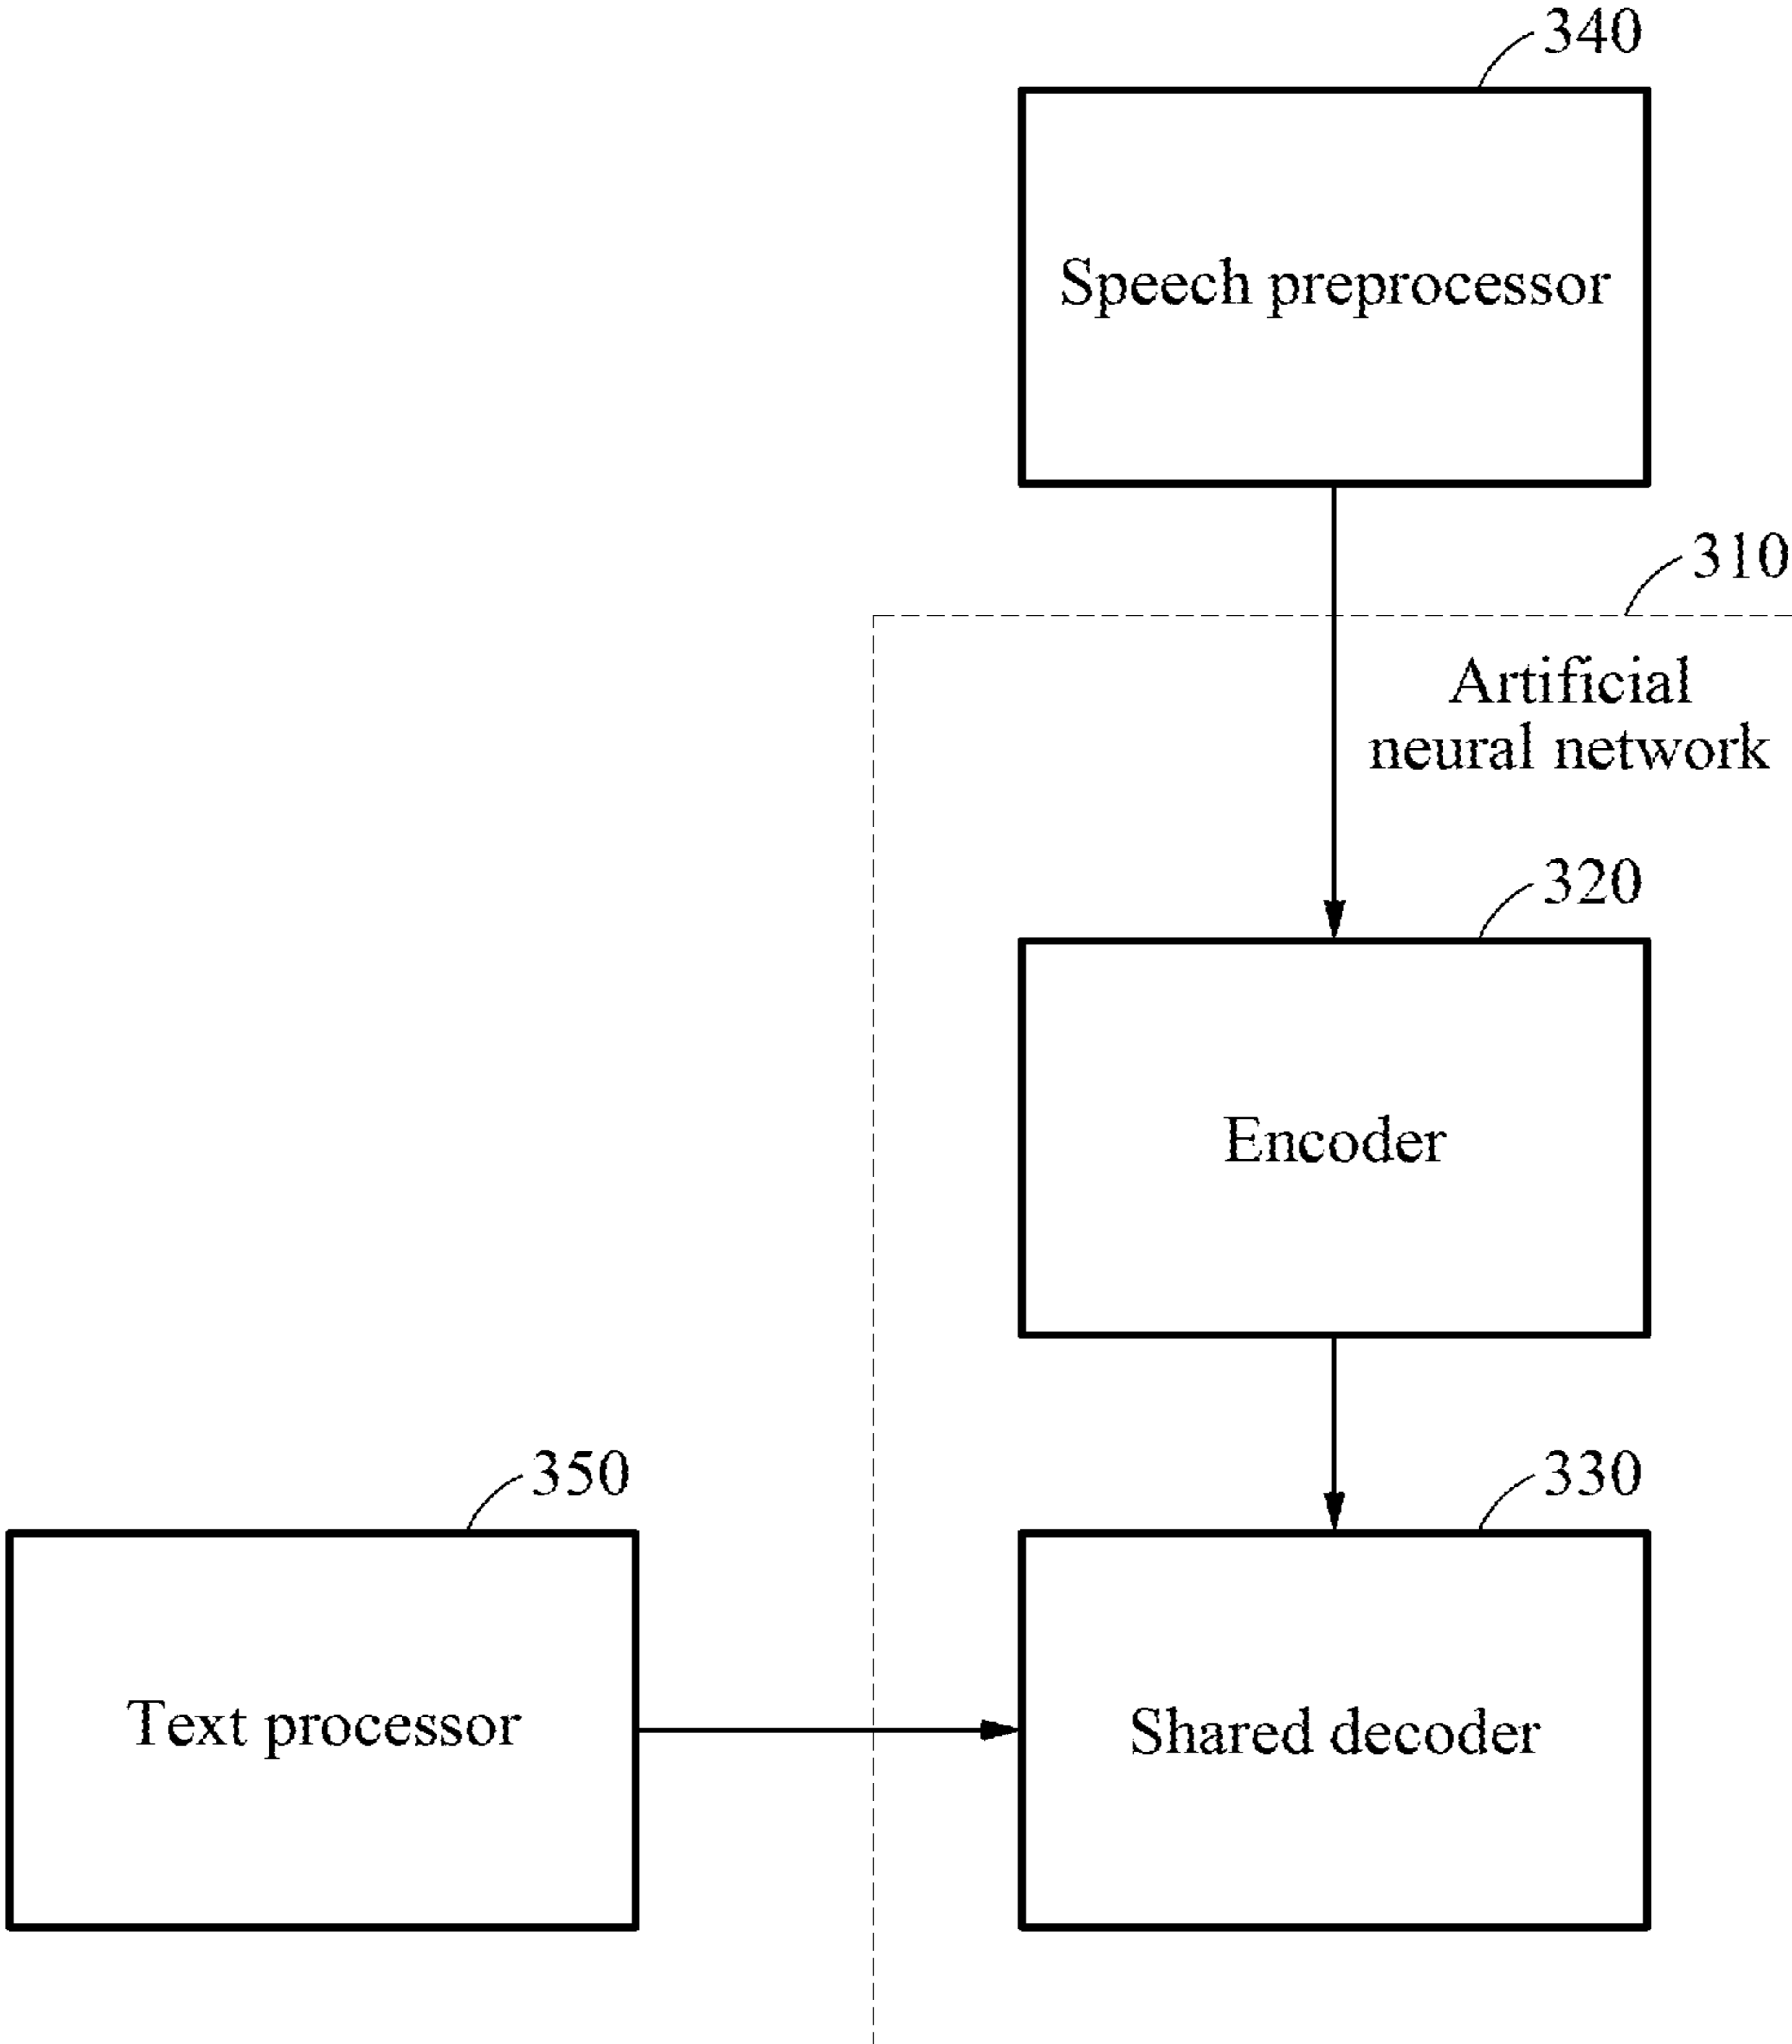 340
Speech preprocessor
310
Artificial
neural network
320
Encoder
350
330
Text processor
Shared decoder